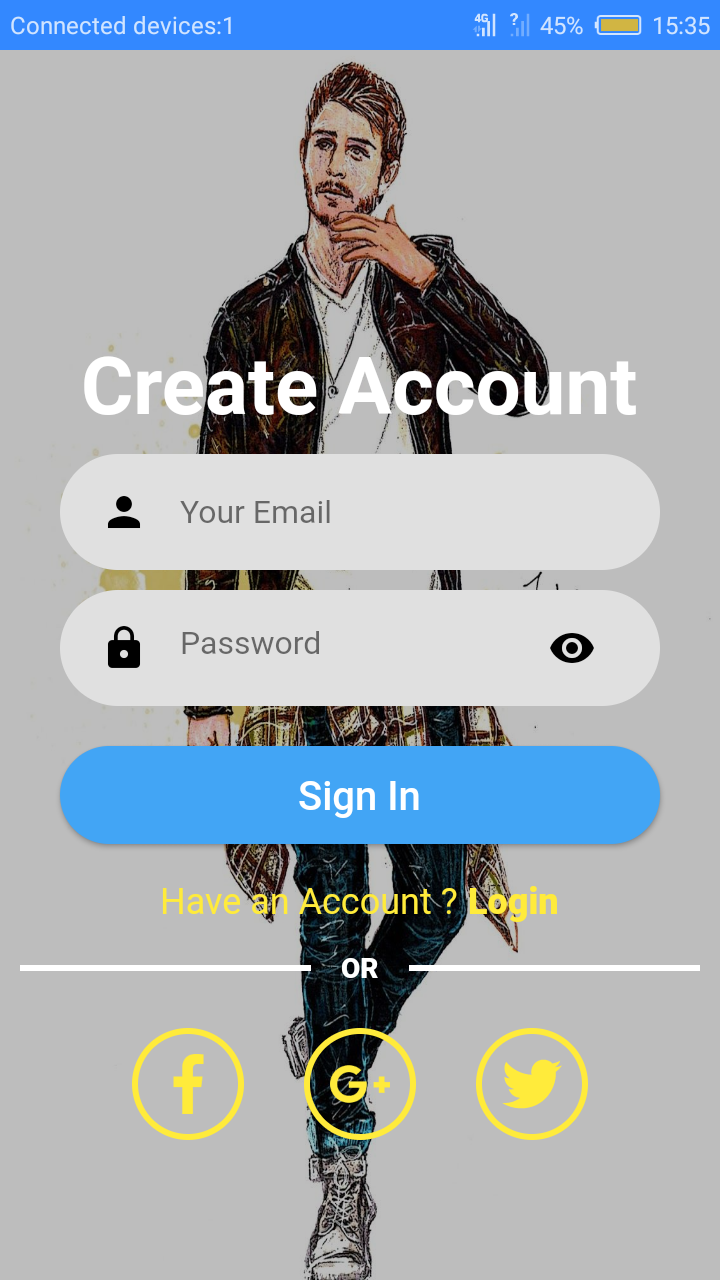 Connected devices:1 4G ? 45% 15:35
Create Account
Your Email
Password
Sign In
Have an Account ? Login
OR
f G+